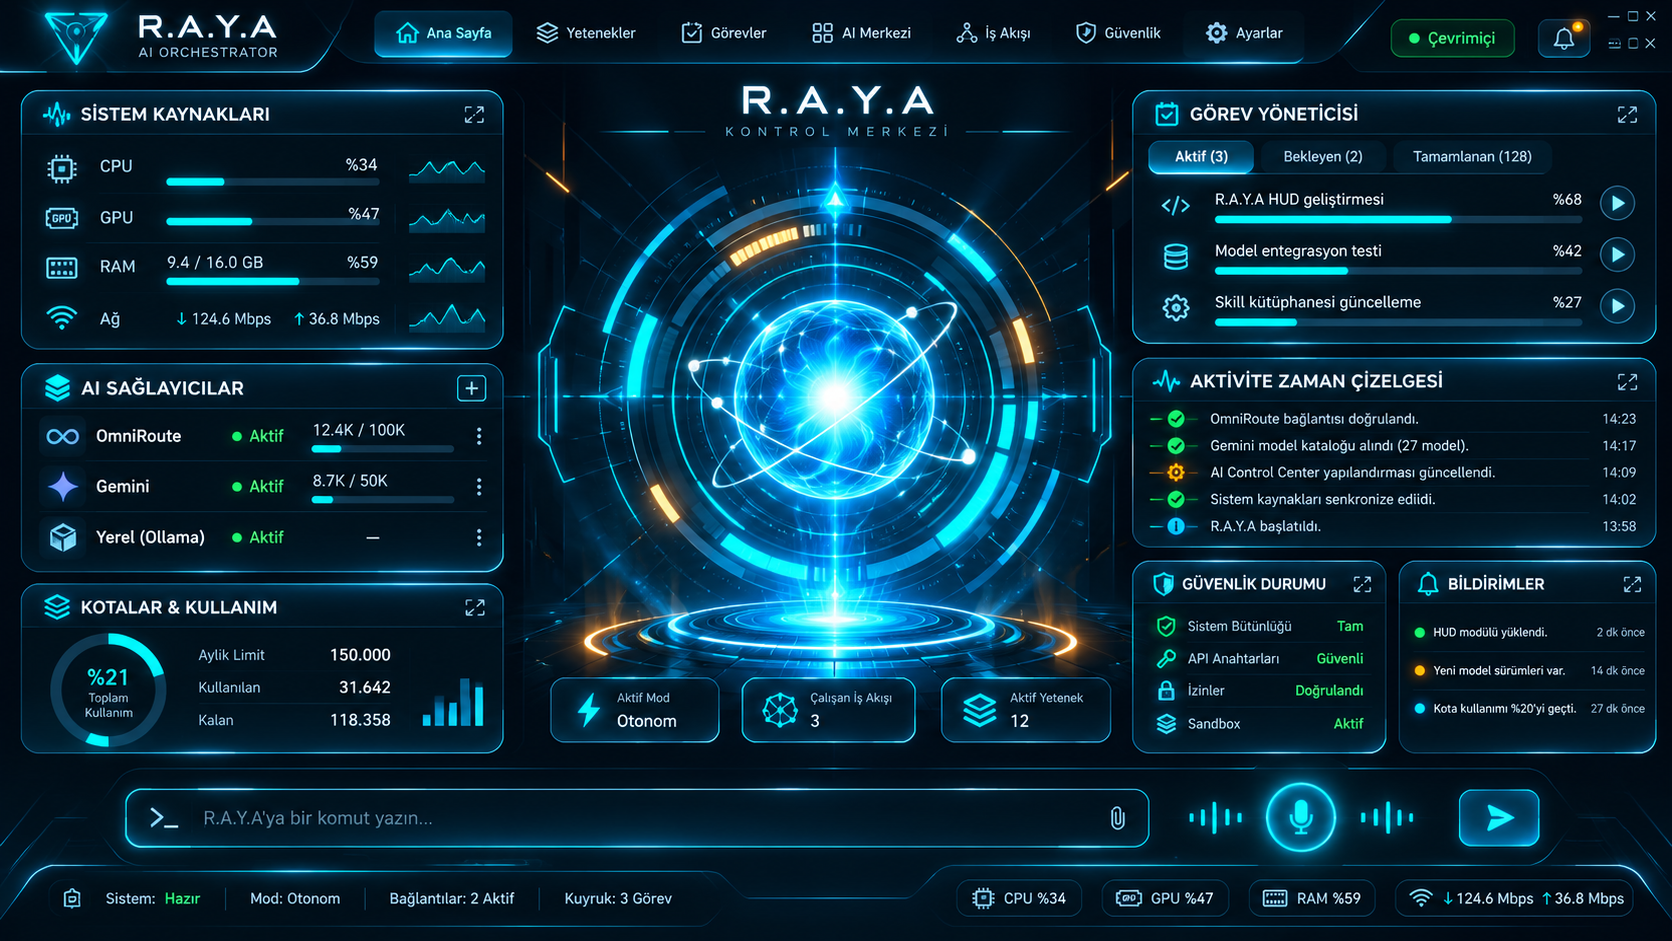 R.A.Y.A
AI ORCHESTRATOR
Ana Sayfa
Yetenekler
Görevler
AI Merkezi
İş Akışı
Güvenlik
Ayarlar
Çevrimiçi
SİSTEM KAYNAKLARI
CPU
%34
GPU
GPU
%47
RAM
9.4 / 16.0 GB
%59
Ağ
↓ 124.6 Mbps
↑ 36.8 Mbps
AI SAĞLAYICILAR
OmniRoute
Aktif
12.4K / 100K
Gemini
Aktif
8.7K / 50K
Yerel (Ollama)
Aktif
—
KOTALAR & KULLANIM
%21
Toplam
Kullanım
Aylik Limit
150.000
Kullanılan
31.642
Kalan
118.358
R.A.Y.A
KONTROL MERKEZİ
Aktif Mod
Otonom
Çalışan İş Akışı
3
Aktif Yetenek
12
GÖREV YÖNETİCİSİ
Aktif (3)
Bekleyen (2)
Tamamlanan (128)
R.A.Y.A HUD geliştirmesi
%68
Model entegrasyon testi
%42
Skill kütüphanesi güncelleme
%27
AKTİVİTE ZAMAN ÇİZELGESİ
OmniRoute bağlantısı doğrulandı.
14:23
Gemini model kataloğu alındı (27 model).
14:17
AI Control Center yapılandırması güncellendi.
14:09
Sistem kaynakları senkronize ediidi.
14:02
R.A.Y.A başlatıldı.
13:58
GÜVENLİK DURUMU
Sistem Bütünlüğü
Tam
API Anahtarları
Güvenli
İzinler
Doğrulandı
Sandbox
Aktif
BİLDİRİMLER
HUD modülü yüklendi.
2 dk önce
Yeni model sürümleri var.
14 dk önce
Kota kullanımı %20'yi geçti.
27 dk önce
R.A.Y.A'ya bir komut yazın...
Sistem: Hazır
Mod: Otonom
Bağlantılar: 2 Aktif
Kuyruk: 3 Görev
CPU %34
GPU %47
RAM %59
↓ 124.6 Mbps ↑ 36.8 Mbps